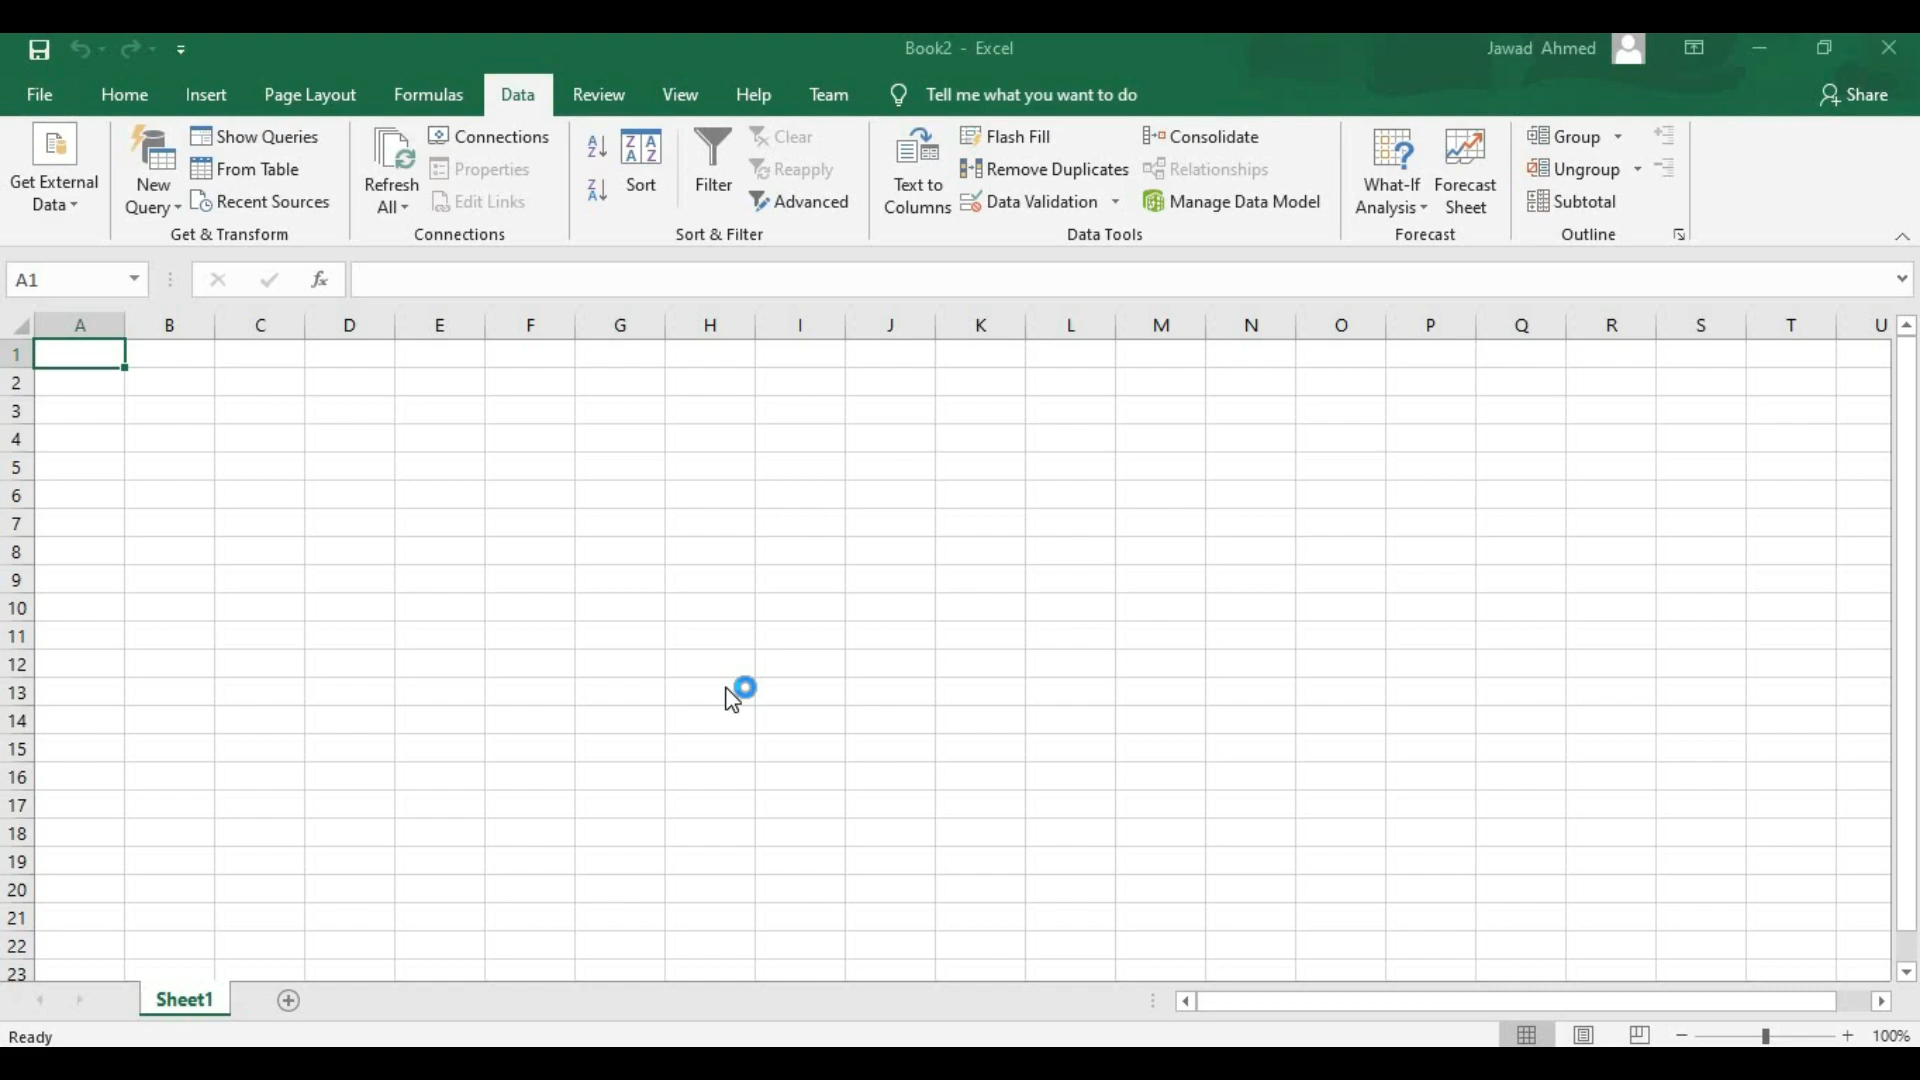 Book2 - Excel
Jawad Ahmed
File Home Insert Page Layout Formulas Data Review View Help Team Tell me what you want to do Share
Get External Data
New Query
Show Queries
From Table
Recent Sources
Get & Transform
Refresh All
Connections
Properties
Edit Links
Connections
Sort
Filter
Clear
Reapply
Advanced
Sort & Filter
Text to Columns
Flash Fill
Remove Duplicates
Data Validation
Consolidate
Relationships
Manage Data Model
Data Tools
What-If Analysis
Forecast Sheet
Forecast
Group
Ungroup
Subtotal
Outline
A1
fx
A B C D E F G H I J K L M N O P Q R S T U
1
2
3
4
5
6
7
8
9
10
11
12
13
14
15
16
17
18
19
20
21
22
23
Sheet1
Ready
100%